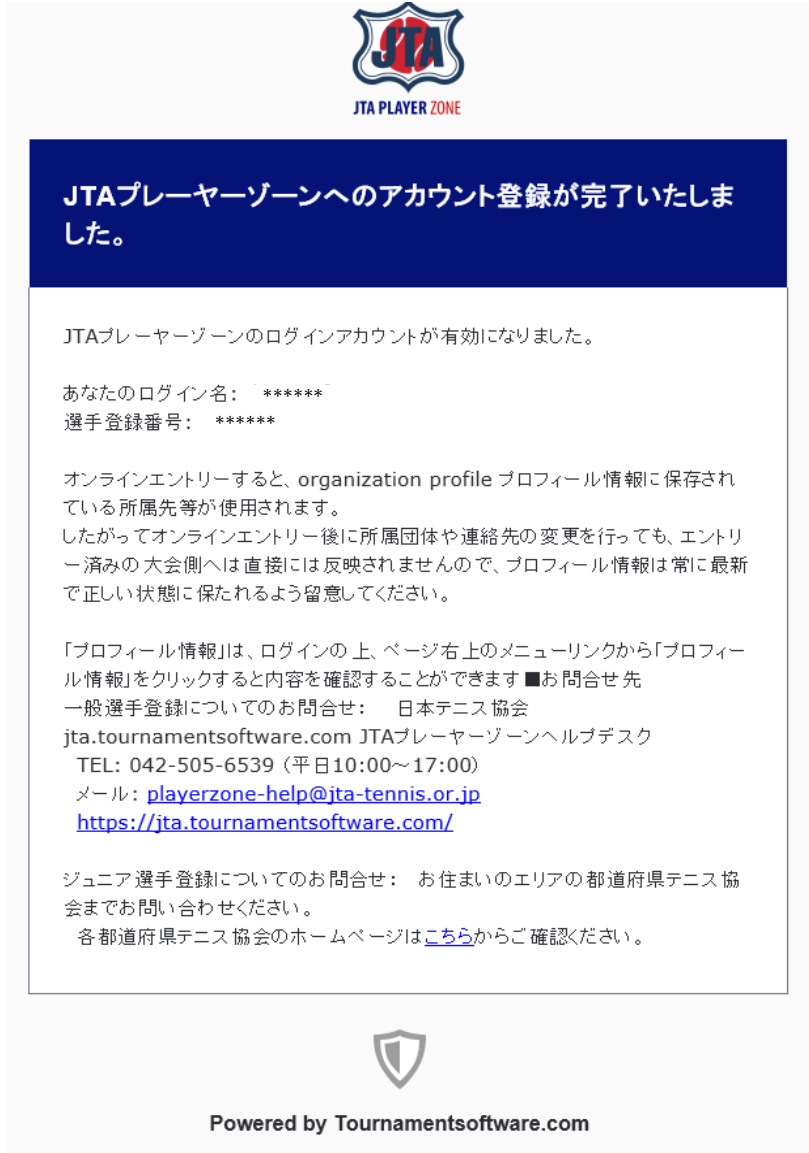 JTA
JTA PLAYER ZONE
JTAプレーヤーゾーンへのアカウント登録が完了いたしま
した。
JTAプレーヤーゾーンのログインアカウントが有効になりました。
あなたのログイン名： ******
選手登録番号： ******
オンラインエントリーすると、organization profile プロフィール情報に保存され
ている所属先等が使用されます。
したがってオンラインエントリー後に所属団体や連絡先の変更を行っても、エントリ
ー済みの大会側へは直接には反映されませんので、プロフィール情報は常に最新
で正しい状態に保たれるよう留意してください。
「プロフィール情報」は、ログインの上、ページ右上のメニューリンクから「プロフィー
ル情報」をクリックすると内容を確認することができます ■お問合せ先
一般選手登録についてのお問合せ： 日本テニス協会
jta.tournamentsoftware.com JTAプレーヤーゾーンヘルプデスク
TEL: 042-505-6539 （平日10:00～17:00）
メール: playerzone-help@jta-tennis.or.jp
https://jta.tournamentsoftware.com/
ジュニア選手登録についてのお問合せ： お住まいのエリアの都道府県テニス協
会までお問い合わせください。
各都道府県テニス協会のホームページはこちらからご確認ください。
Powered by Tournamentsoftware.com